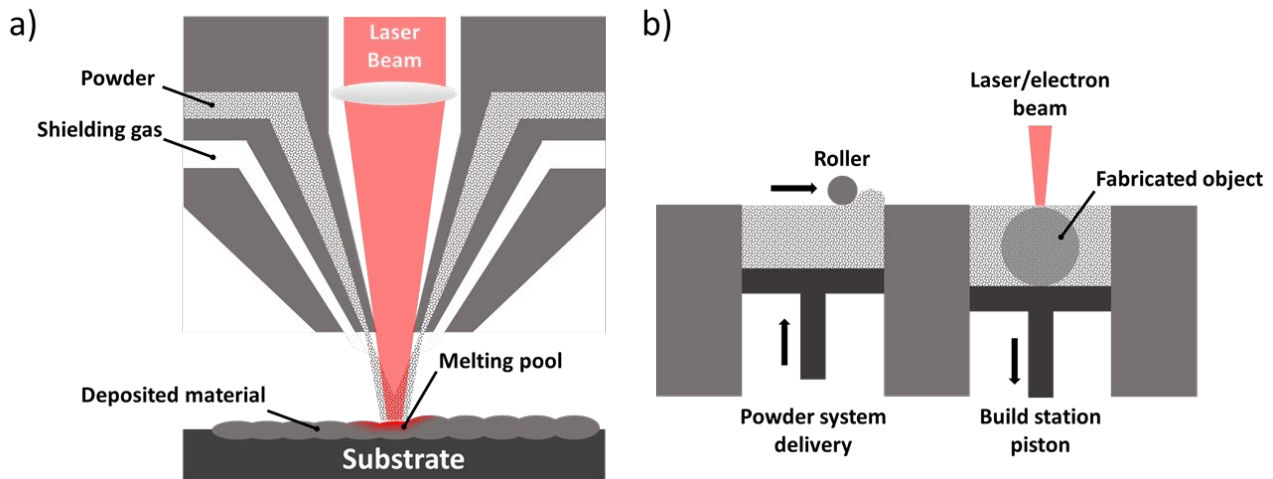 a)
Laser
Beam
Powder
Shielding gas
Melting pool
Deposited material
Substrate
b)
Laser/electron
beam
Roller
Fabricated object
Powder system
delivery
Build station
piston